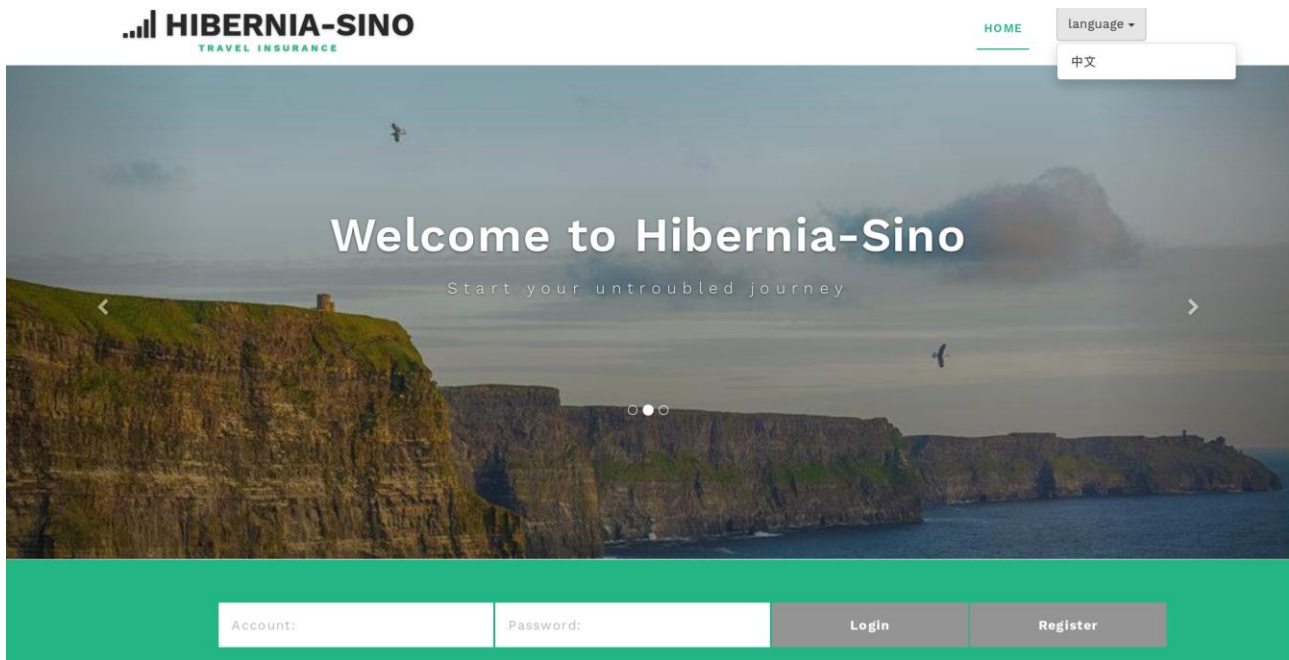 HIBERNIA-SINO
TRAVEL INSURANCE
HOME
language
中文
Welcome to Hibernia-Sino
Start your untroubled journey
Account:
Password:
Login
Register